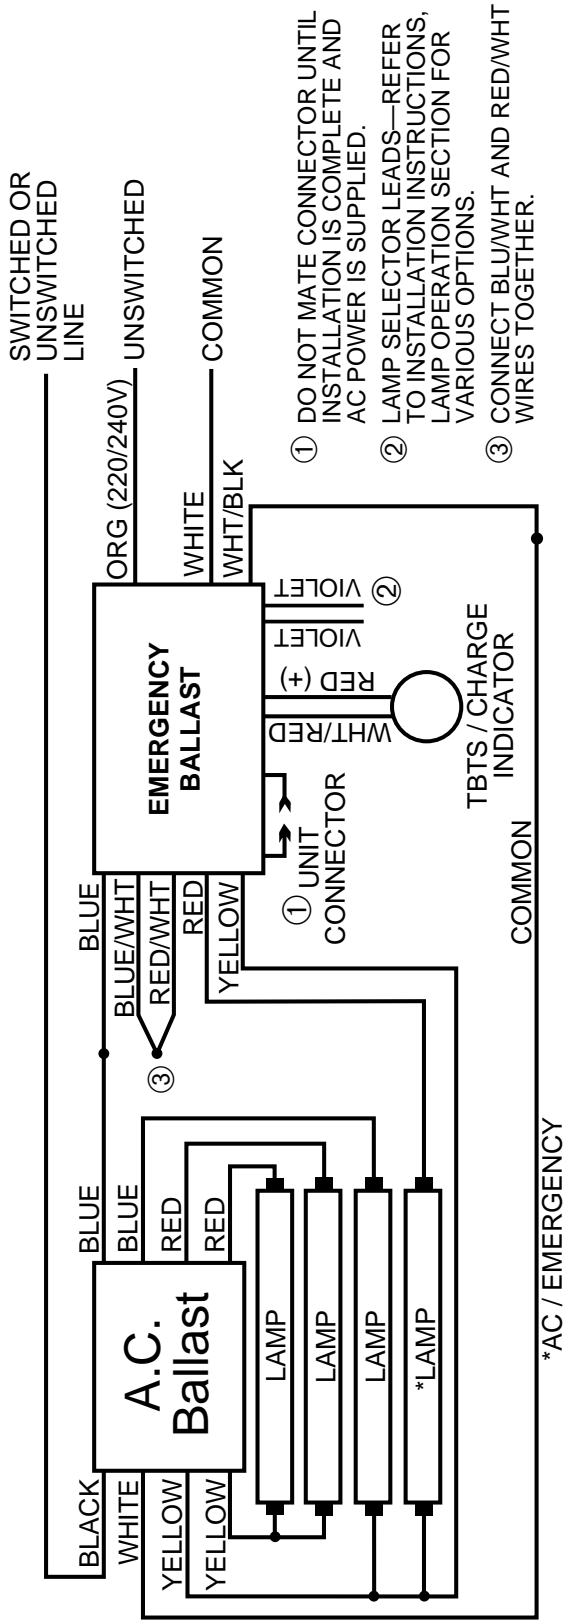 SWITCHED OR
UNSWITCHED
LINE
ORG (220/240V)
UNSWITCHED
WHITE
COMMON
WHT/BLK
EMERGENCY
BALLAST
BLUE
BLUE/WHT
RED/WHT
RED
YELLOW
③
① UNIT
CONNECTOR
WHT/RED
RED (+)
VIOLET
VIOLET
②
TBTS / CHARGE
INDICATOR
COMMON
A.C.
Ballast
BLACK
WHITE
YELLOW
YELLOW
BLUE
BLUE
RED
RED
LAMP
LAMP
LAMP
*LAMP
*AC / EMERGENCY
① DO NOT MATE CONNECTOR UNTIL
INSTALLATION IS COMPLETE AND
AC POWER IS SUPPLIED.
② LAMP SELECTOR LEADS—REFER
TO INSTALLATION INSTRUCTIONS,
LAMP OPERATION SECTION FOR
VARIOUS OPTIONS.
③ CONNECT BLU/WHT AND RED/WHT
WIRES TOGETHER.